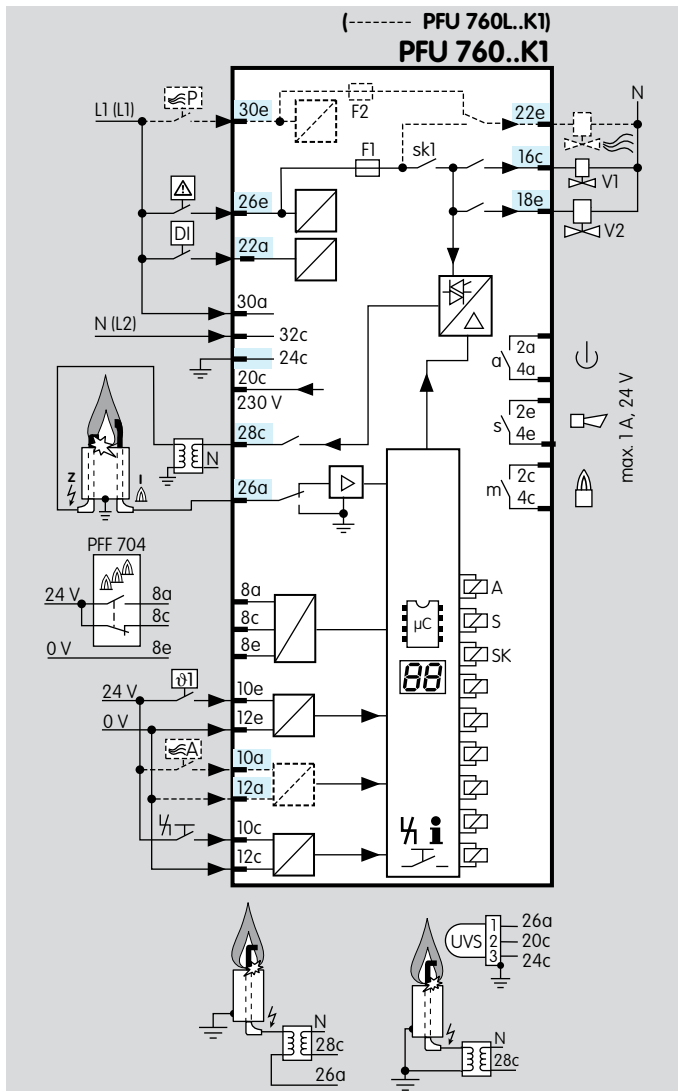 (-------- PFU 760L..K1)
PFU 760..K1
L1 (L1)
P
30e
F2
22e
N
F1
sk1
16c
V1
26e
18e
V2
DI
22a
30a
N (L2)
32c
24c
20c
230 V
a
2a
4a
s
2e
4e
m
2c
4c
max. 1 A, 24 V
28c
N
Z
I
26a
PFF 704
24 V
8a
8c
0 V
8e
8a
8c
8e
µC
88
A
S
SK
24 V
ϑ1
10e
0 V
12e
A
10a
12a
10c
12c
i
N
28c
26a
UVS
1
2
3
26a
20c
24c
N
28c